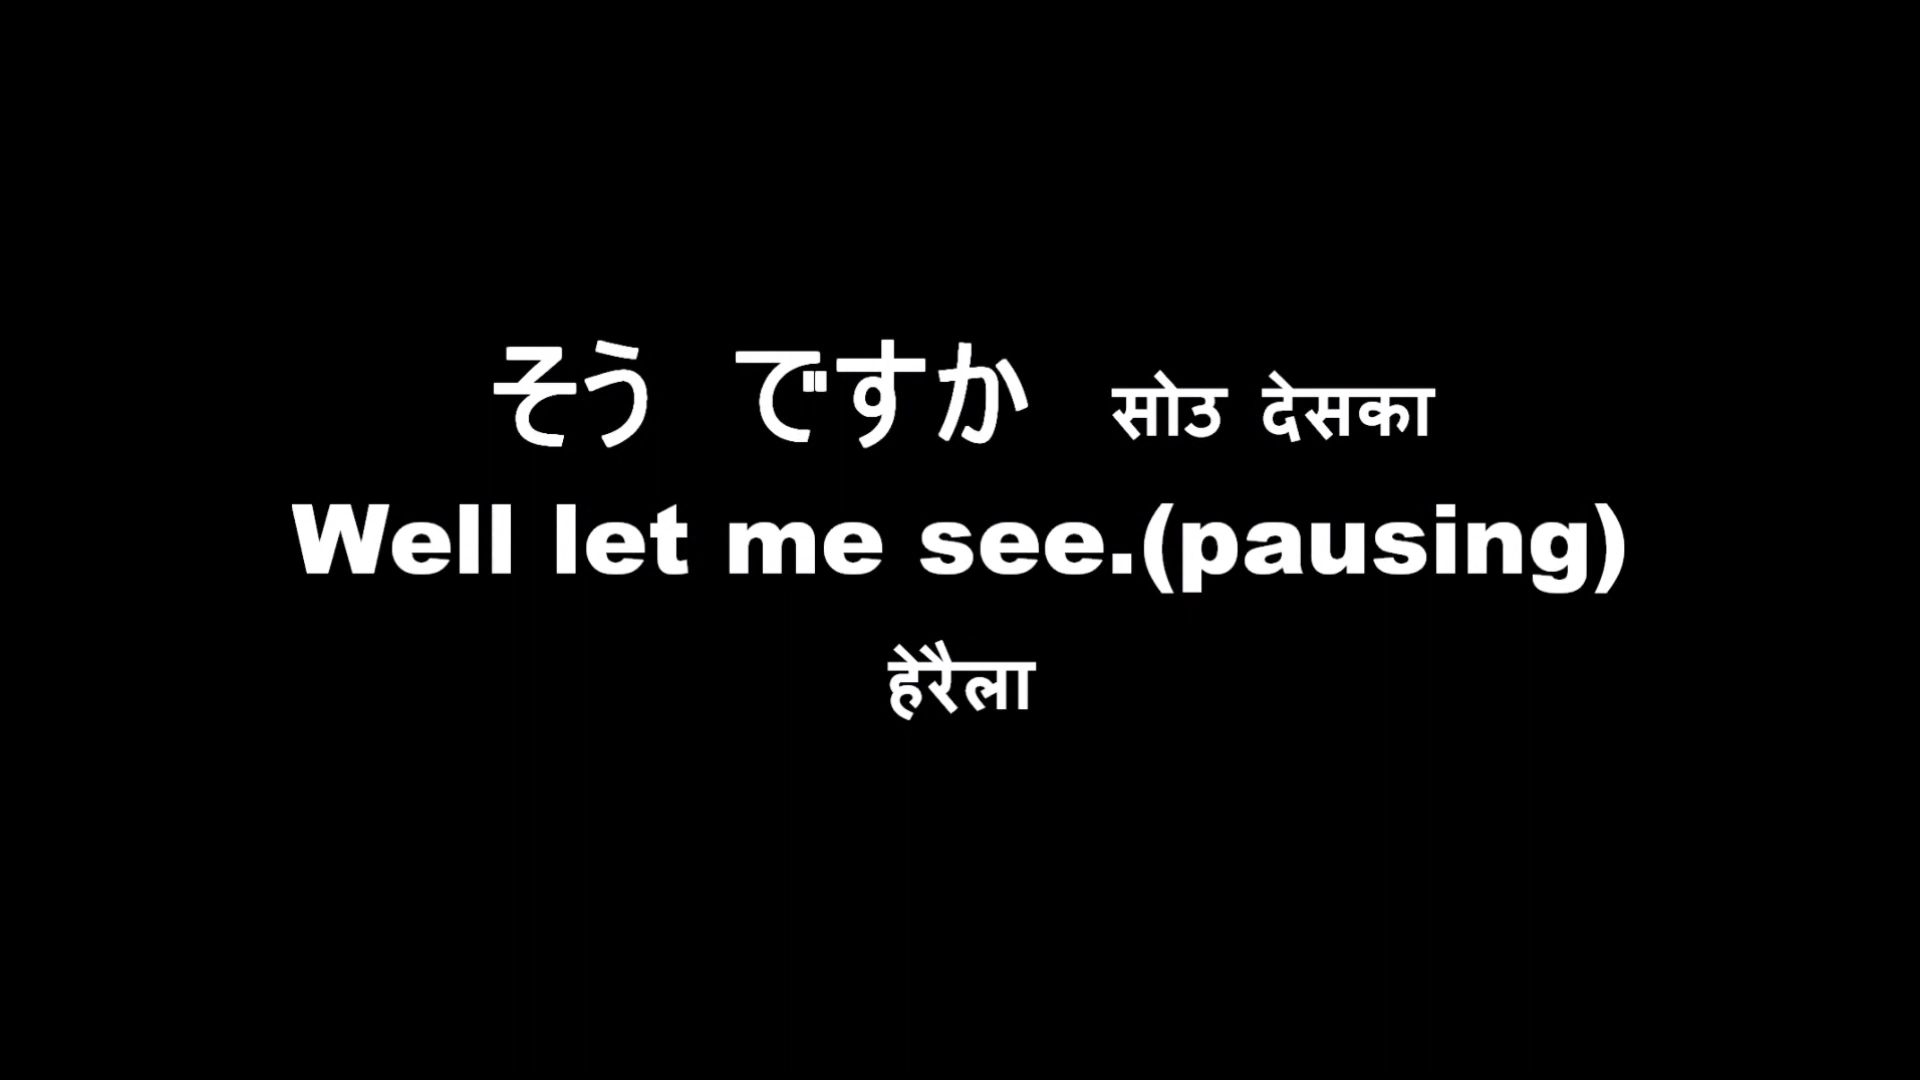 そう ですか सोउ देसका
Well let me see.(pausing)
हेरौला